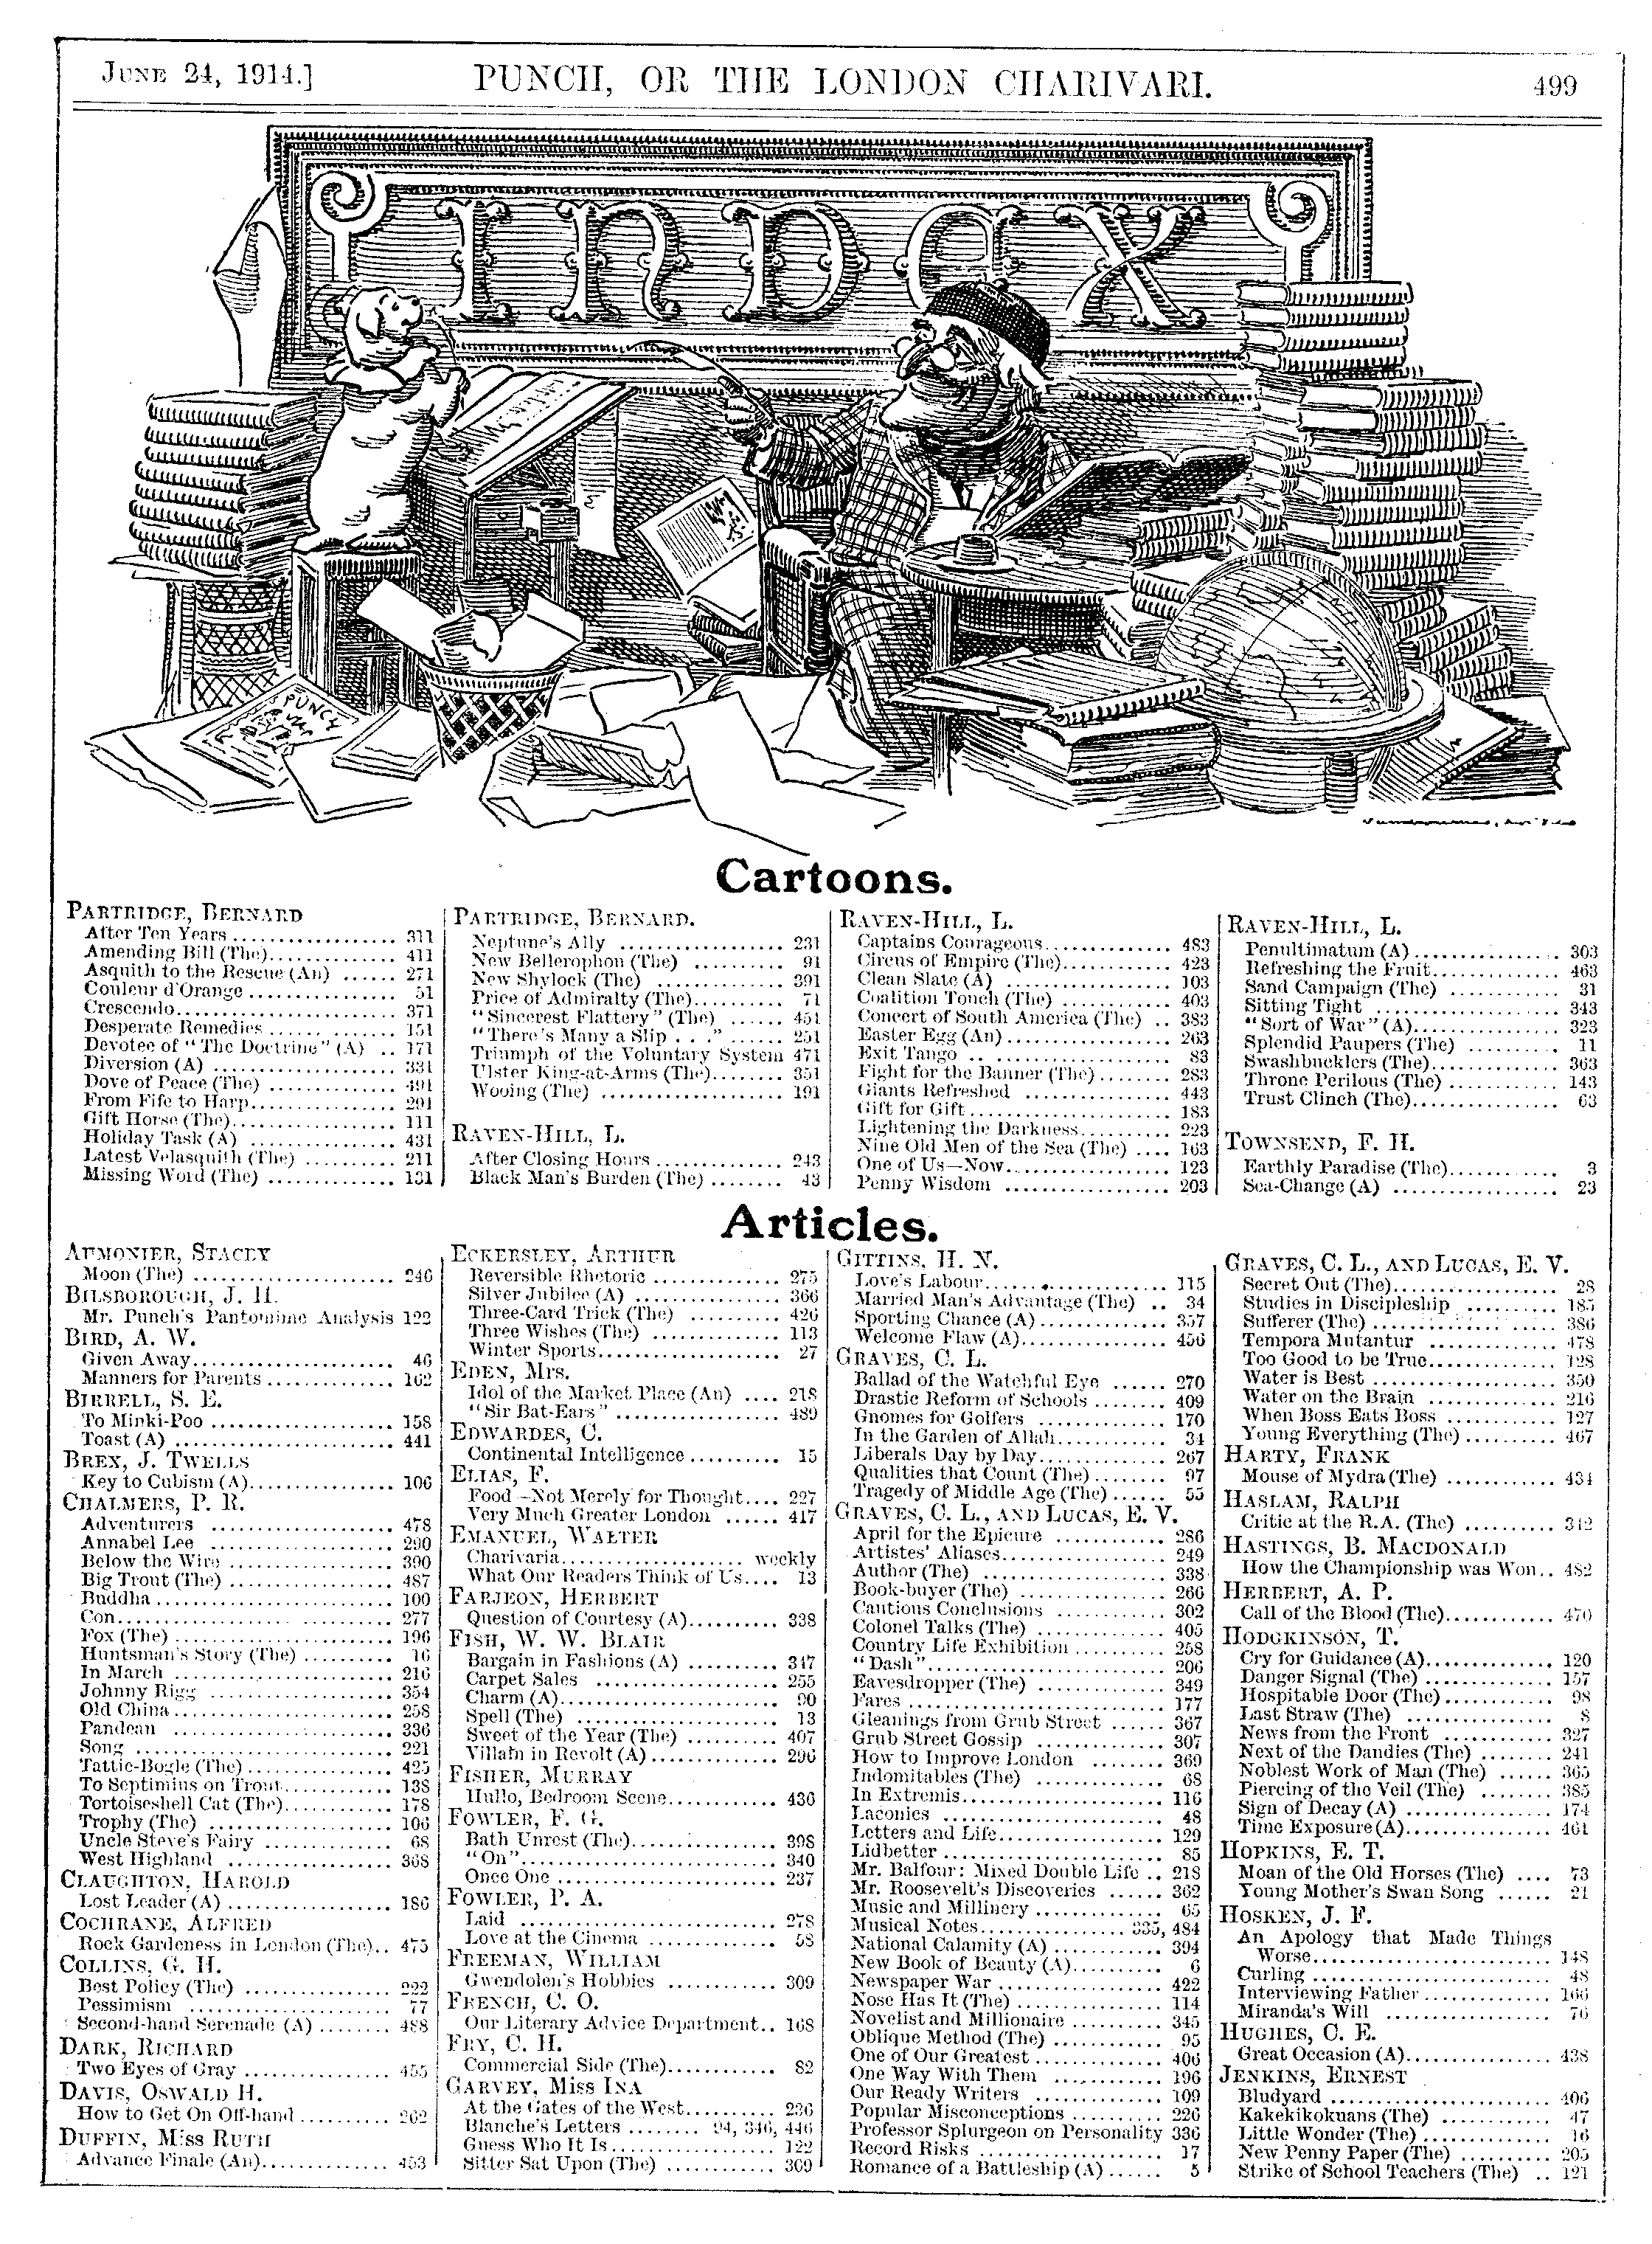 JUNE 24, 1914.] PUNCH, OR THE LONDON CHARIVARI. 499
INDEX
PUNCH
Cartoons.
PARTRIDGE, BERNARD
After Ten Years 311
Amending Bill (The) 411
Asquith to the Rescue (An) 271
Couleur d'Orange 51
Crescendo 371
Desperate Remedies 151
Devotee of "The Doctrine" (A) 171
Diversion (A) 331
Dove of Peace (The) 491
From Fife to Harp 291
Gift Horse (The) 111
Holiday Task (A) 431
Latest Velasquith (The) 211
Missing Word (The) 131
PARTRIDGE, BERNARD.
Neptune's Ally 231
New Bellerophon (The) 91
New Shylock (The) 391
Price of Admiralty (The) 71
"Sincerest Flattery" (The) 451
"There's Many a Slip . . ." 251
Triumph of the Voluntary System 471
Ulster King-at-Arms (The) 351
Wooing (The) 191
RAVEN-HILL, L.
After Closing Hours 243
Black Man's Burden (The) 43
RAVEN-HILL, L.
Captains Courageous 483
Circus of Empire (The) 423
Clean Slate (A) 103
Coalition Touch (The) 403
Concert of South America (The) 383
Easter Egg (An) 263
Exit Tango 83
Fight for the Banner (The) 283
Giants Refreshed 443
Gift for Gift 183
Lightening the Darkness 223
Nine Old Men of the Sea (The) 163
One of Us—Now 123
Penny Wisdom 203
RAVEN-HILL, L.
Penultimatum (A) 303
Refreshing the Fruit 463
Sand Campaign (The) 31
Sitting Tight 343
"Sort of War" (A) 323
Splendid Paupers (The) 11
Swashbucklers (The) 363
Throne Perilous (The) 143
Trust Clinch (The) 63
TOWNSEND, F. H.
Earthly Paradise (The) 3
Sea-Change (A) 23
Articles.
AUMONIER, STACEY
Moon (The) 246
BILSBOROUGH, J. H.
Mr. Punch's Pantomime Analysis 122
BIRD, A. W.
Given Away 46
Manners for Parents 162
BIRRELL, S. E.
To Minki-Poo 158
Toast (A) 441
BREX, J. TWELLS
Key to Cubism (A) 106
CHALMERS, P. R.
Adventurers 478
Annabel Lee 290
Below the Wire 390
Big Trout (The) 487
Buddha 100
Con 277
Fox (The) 196
Huntsman's Story (The) 16
In March 216
Johnny Rigg 354
Old China 258
Pandean 336
Song 221
Tattie-Bogle (The) 425
To Septimius on Trout 138
Tortoiseshell Cat (The) 178
Trophy (The) 106
Uncle Steve's Fairy 68
West Highland 368
CLAUGHTON, HAROLD
Lost Leader (A) 186
COCHRANE, ALFRED
Rock Gardeness in London (The) 475
COLLINS, G. H.
Best Policy (The) 222
Pessimism 77
Second-hand Serenade (A) 488
DARK, RICHARD
Two Eyes of Gray 455
DAVIS, OSWALD H.
How to Get On Off-hand 262
DUFFIN, Miss RUTH
Advance Finale (An) 453
ECKERSLEY, ARTHUR
Reversible Rhetoric 275
Silver Jubilee (A) 366
Three-Card Trick (The) 426
Three Wishes (The) 113
Winter Sports 27
EDEN, Mrs.
Idol of the Market Place (An) 218
"Sir Bat-Ears" 489
EDWARDES, C.
Continental Intelligence 15
ELIAS, F.
Food—Not Merely for Thought 227
Very Much Greater London 417
EMANUEL, WALTER
Charivaria weekly
What Our Readers Think of Us 13
FARJEON, HERBERT
Question of Courtesy (A) 338
FISH, W. W. BLAIR
Bargain in Fashions (A) 347
Carpet Sales 255
Charm (A) 90
Spell (The) 13
Sweet of the Year (The) 407
Villain in Revolt (A) 296
FISHER, MURRAY
Hullo, Bedroom Scene 436
FOWLER, F. G.
Bath Unrest (The) 398
"On" 340
Once One 237
FOWLER, P. A.
Laid 278
Love at the Cinema 58
FREEMAN, WILLIAM
Gwendolen's Hobbies 309
FRENCH, C. O.
Our Literary Advice Department 168
FRY, C. H.
Commercial Side (The) 82
GARVEY, Miss INA
At the Gates of the West 236
Blanche's Letters 94, 346, 446
Guess Who It Is 122
Sitter Sat Upon (The) 369
GITTINS, H. N.
Love's Labour 115
Married Man's Advantage (The) 34
Sporting Chance (A) 357
Welcome Flaw (A) 456
GRAVES, C. L.
Ballad of the Watchful Eye 270
Drastic Reform of Schools 409
Gnomes for Golfers 170
In the Garden of Allah 34
Liberals Day by Day 267
Qualities that Count (The) 97
Tragedy of Middle Age (The) 55
GRAVES, C. L., AND LUCAS, E. V.
April for the Epicure 286
Artistes' Aliases 249
Author (The) 338
Book-buyer (The) 266
Cautious Conclusions 302
Colonel Talks (The) 405
Country Life Exhibition 258
"Dash" 206
Eavesdropper (The) 349
Fares 177
Gleanings from Grub Street 367
Grub Street Gossip 307
How to Improve London 369
Indomitables (The) 68
In Extremis 116
Laconics 48
Letters and Life 129
Lidbetter 85
Mr. Balfour: Mixed Double Life 218
Mr. Roosevelt's Discoveries 362
Music and Millinery 65
Musical Notes 335, 484
National Calamity (A) 394
New Book of Beauty (A) 6
Newspaper War 422
Nose Has It (The) 114
Novelist and Millionaire 345
Oblique Method (The) 95
One of Our Greatest 406
One Way With Them 196
Our Ready Writers 109
Popular Misconceptions 226
Professor Splurgeon on Personality 336
Record Risks 17
Romance of a Battleship (A) 5
GRAVES, C. L., AND LUCAS, E. V.
Secret Out (The) 28
Studies in Discipleship 185
Sufferer (The) 386
Tempora Mutantur 478
Too Good to be True 128
Water is Best 350
Water on the Brain 216
When Boss Eats Boss 127
Young Everything (The) 467
HARTY, FRANK
Mouse of Mydra (The) 434
HASLAM, RALPH
Critic at the R.A. (The) 342
HASTINGS, B. MACDONALD
How the Championship was Won 482
HERBERT, A. P.
Call of the Blood (The) 470
HODGKINSON, T.
Cry for Guidance (A) 120
Danger Signal (The) 157
Hospitable Door (The) 98
Last Straw (The) 8
News from the Front 327
Next of the Dandies (The) 241
Noblest Work of Man (The) 365
Piercing of the Veil (The) 385
Sign of Decay (A) 174
Time Exposure (A) 461
HOPKINS, E. T.
Moan of the Old Horses (The) 73
Young Mother's Swan Song 21
HOSKEN, J. F.
An Apology that Made Things
Worse 148
Curling 48
Interviewing Father 166
Miranda's Will 76
HUGHES, C. E.
Great Occasion (A) 438
JENKINS, ERNEST
Bludyard 406
Kakekikokuans (The) 47
Little Wonder (The) 16
New Penny Paper (The) 205
Strike of School Teachers (The) 121